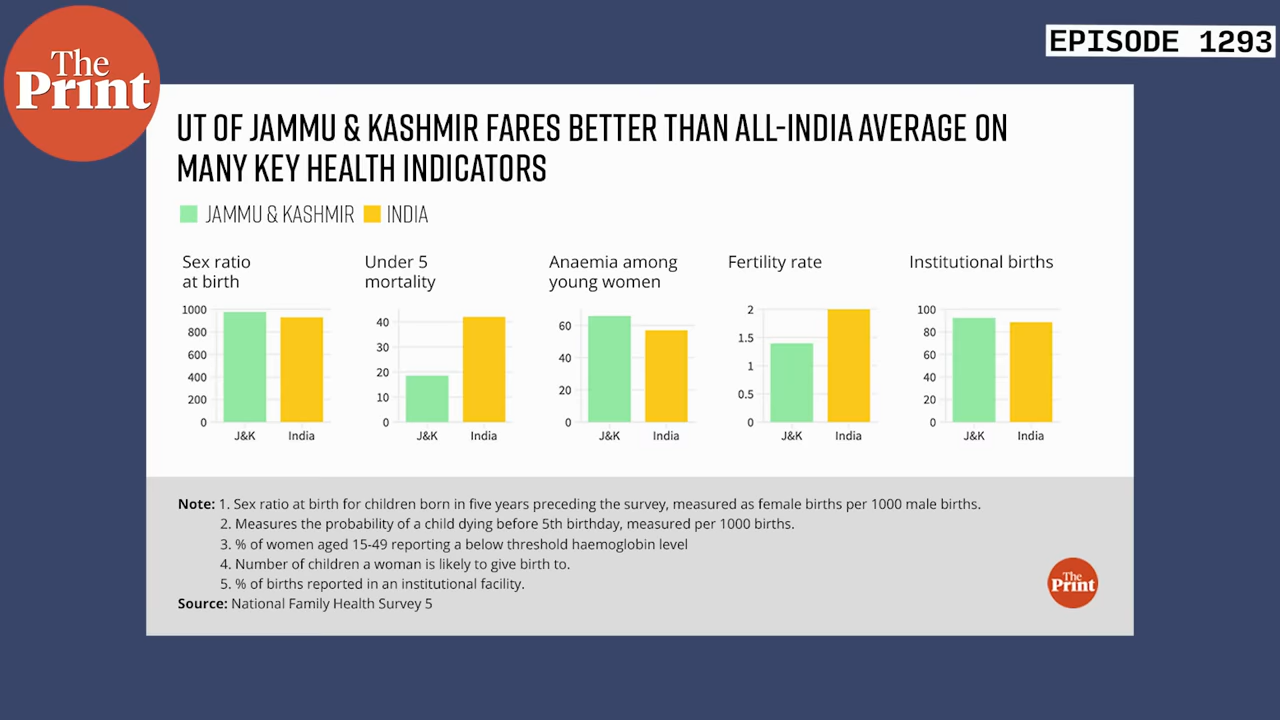 The
Print
EPISODE 1293
UT OF JAMMU & KASHMIR FARES BETTER THAN ALL-INDIA AVERAGE ON
MANY KEY HEALTH INDICATORS
JAMMU & KASHMIR INDIA
Sex ratio
at birth
1000
800
600
400
200
0
J&K India
Under 5
mortality
40
30
20
10
0
J&K India
Anaemia among
young women
60
40
20
0
J&K India
Fertility rate
2
1.5
1
0.5
0
J&K India
Institutional births
100
80
60
40
20
0
J&K India
Note: 1. Sex ratio at birth for children born in five years preceding the survey, measured as female births per 1000 male births.
2. Measures the probability of a child dying before 5th birthday, measured per 1000 births.
3. % of women aged 15-49 reporting a below threshold haemoglobin level
4. Number of children a woman is likely to give birth to.
5. % of births reported in an institutional facility.
Source: National Family Health Survey 5
The
Print